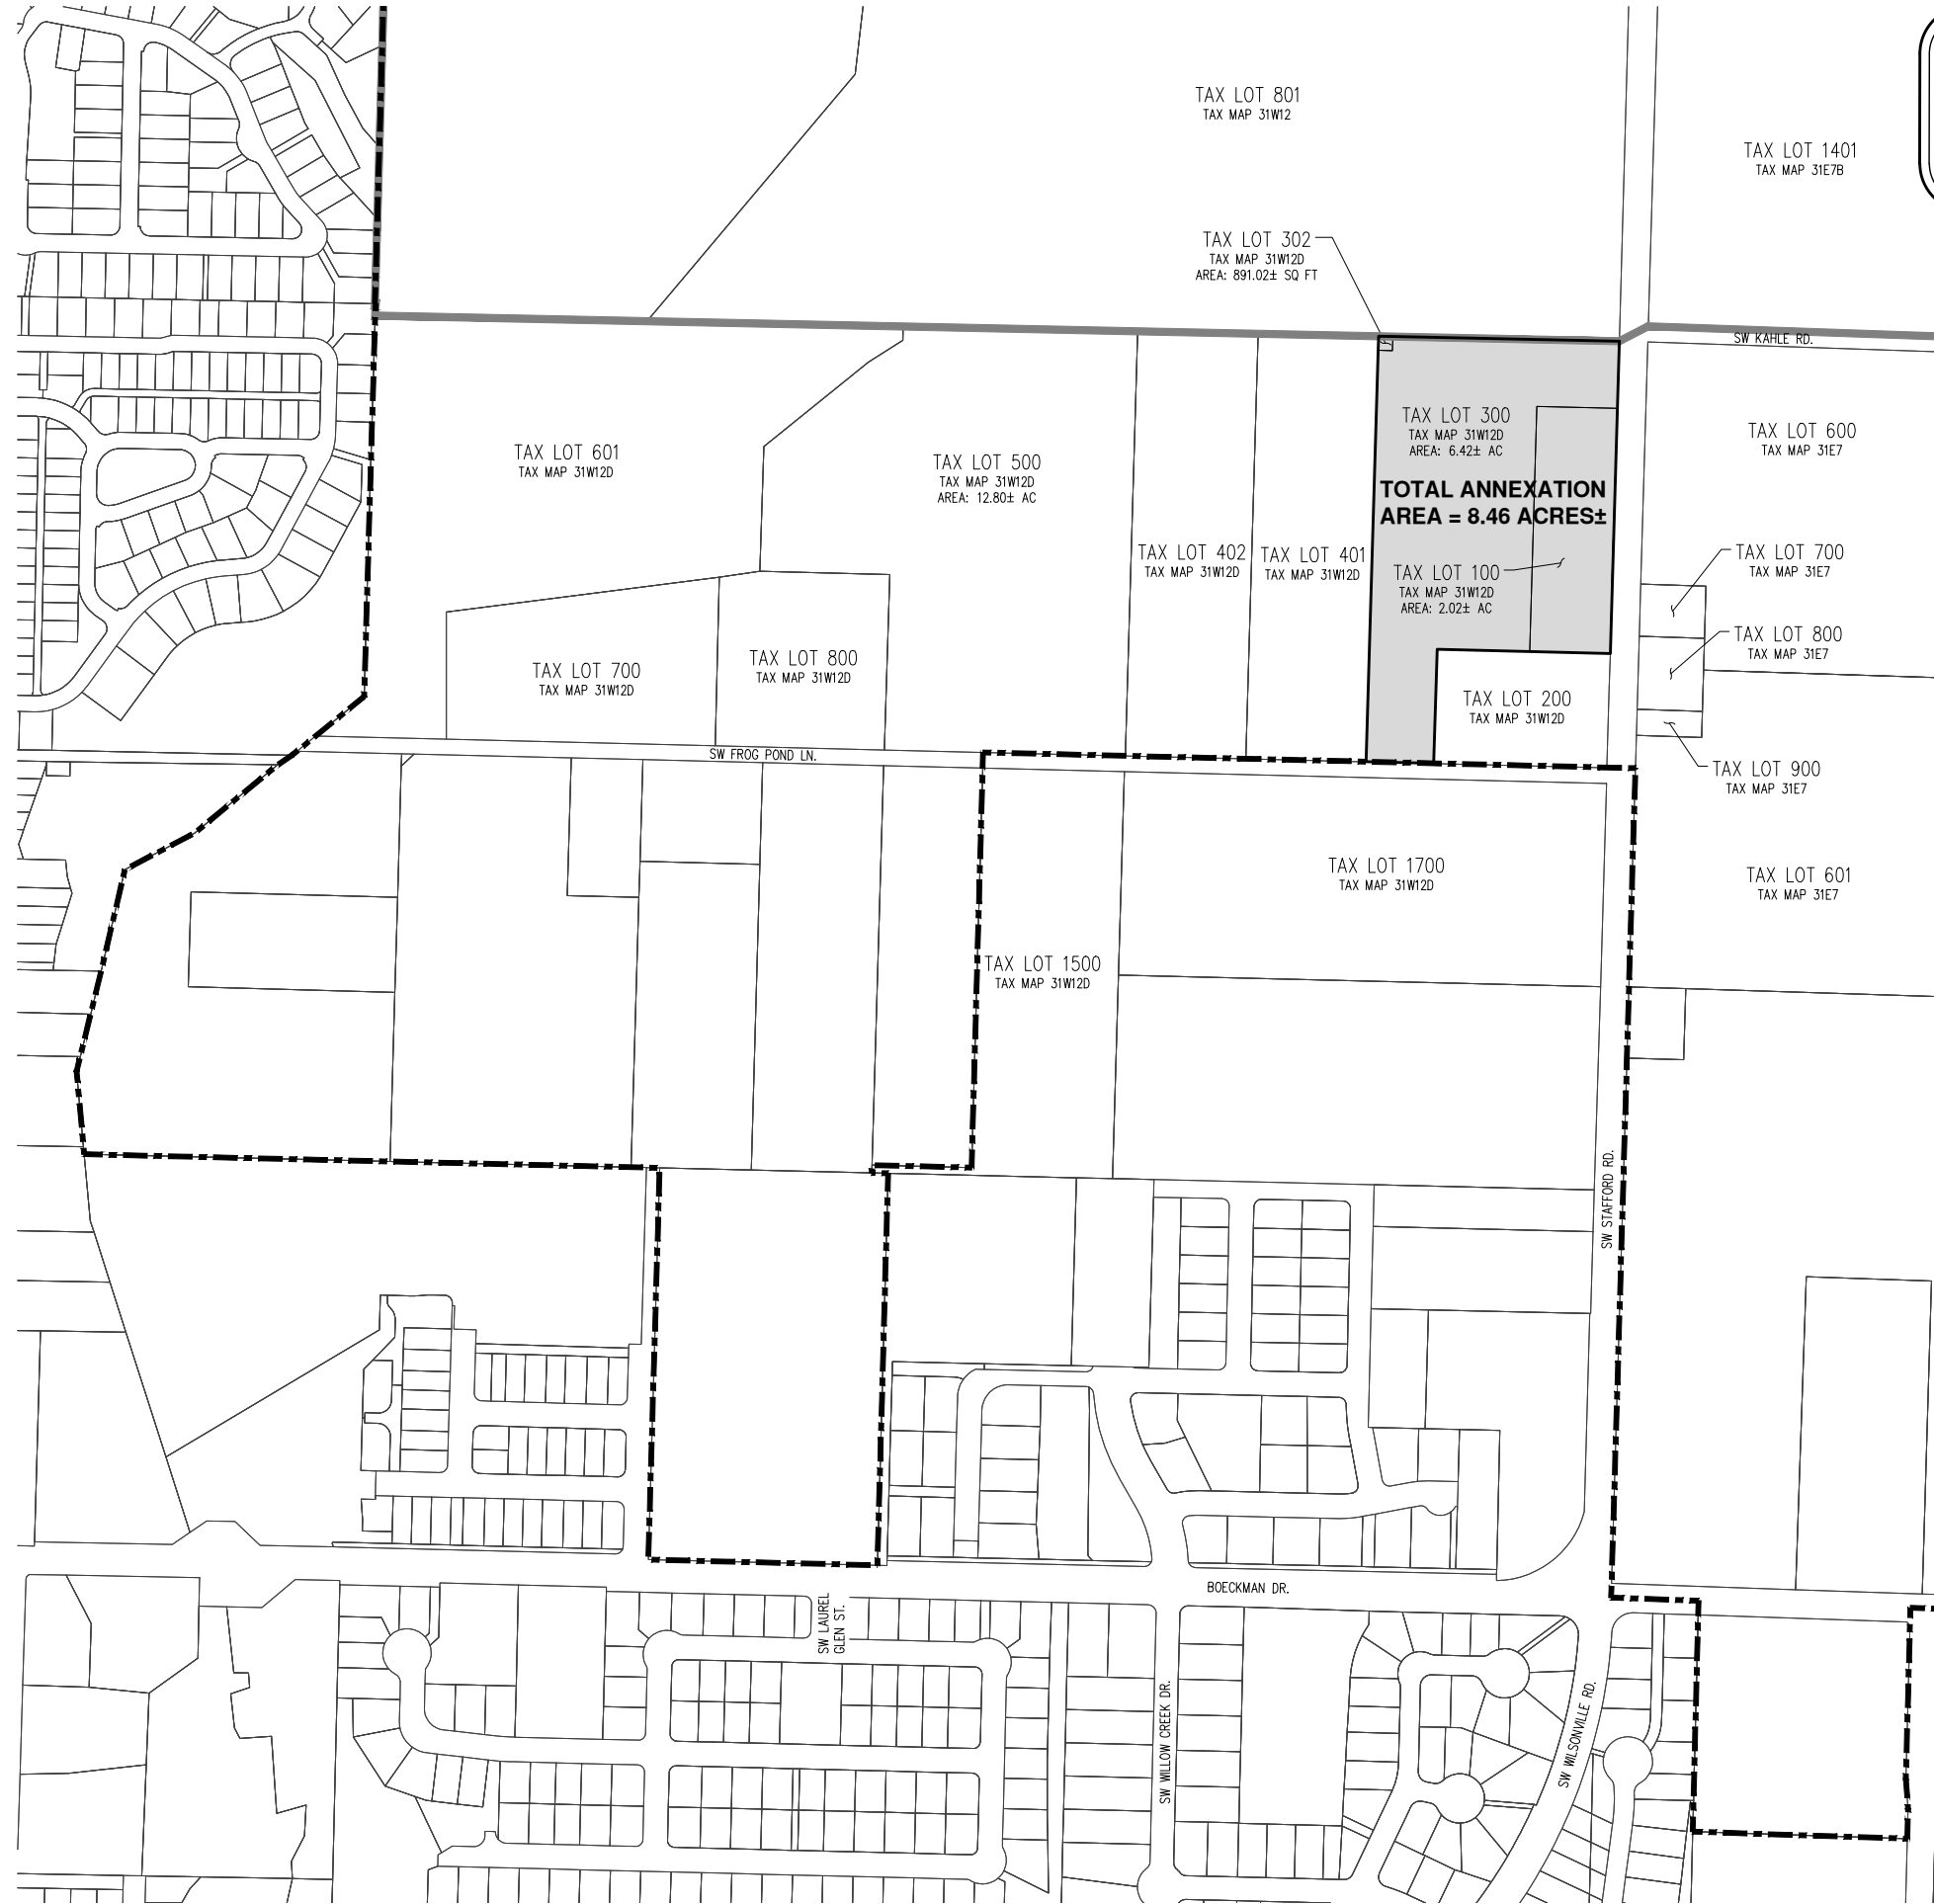 TAX LOT 801
TAX MAP 31W12
TAX LOT 1401
TAX MAP 31E7B
TAX LOT 302
TAX MAP 31W12D
AREA: 891.02± SQ FT
SW KAHLE RD.
TAX LOT 300
TAX MAP 31W12D
AREA: 6.42± AC
TOTAL ANNEXATION
AREA = 8.46 ACRES±
TAX LOT 600
TAX MAP 31E7
TAX LOT 601
TAX MAP 31W12D
TAX LOT 500
TAX MAP 31W12D
AREA: 12.80± AC
TAX LOT 402
TAX MAP 31W12D
TAX LOT 401
TAX MAP 31W12D
TAX LOT 100
TAX MAP 31W12D
AREA: 2.02± AC
TAX LOT 700
TAX MAP 31E7
TAX LOT 800
TAX MAP 31E7
TAX LOT 700
TAX MAP 31W12D
TAX LOT 800
TAX MAP 31W12D
TAX LOT 200
TAX MAP 31W12D
SW FROG POND LN.
TAX LOT 900
TAX MAP 31E7
TAX LOT 1700
TAX MAP 31W12D
TAX LOT 601
TAX MAP 31E7
TAX LOT 1500
TAX MAP 31W12D
SW STAFFORD RD.
BOECKMAN DR.
SW LAUREL
GLEN ST.
SW WILLOW CREEK DR.
SW WILSONVILLE RD.